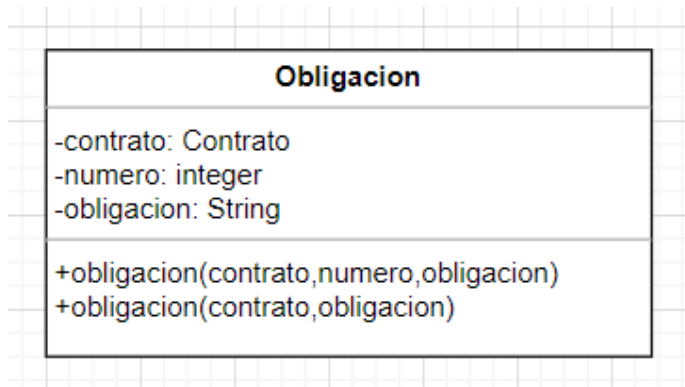 Obligacion
-contrato: Contrato
-numero: integer
-obligacion: String
+obligacion(contrato,numero,obligacion)
+obligacion(contrato,obligacion)